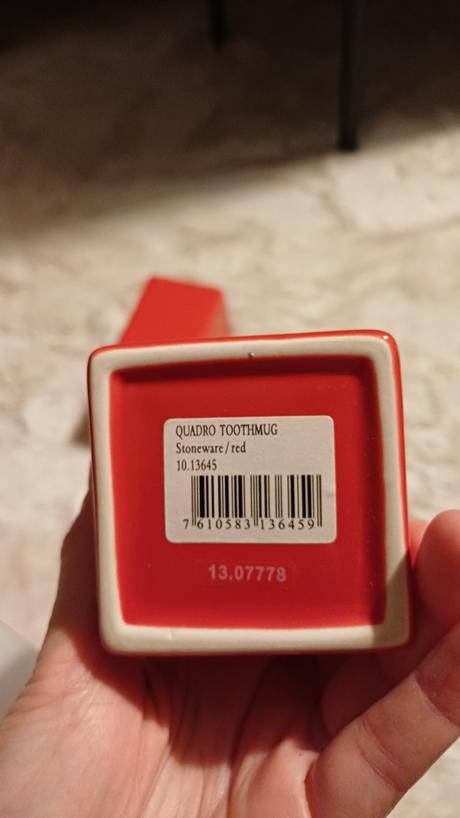 QUADRO TOOTHMUG
Stoneware/red
10.13645
7 610583 136459
13.07778